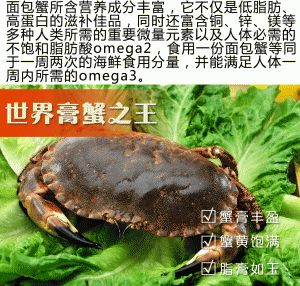 面包蟹所含营养成分丰富，它不仅是低脂肪、
高蛋白的滋补佳品，同时还富含铜、锌、镁等
多种人类所需的重要微量元素以及人体必需的
不饱和脂肪酸omega2，食用一份面包蟹等同
于一周两次的海鲜食用分量，并能满足人体一
周内所需的omega3。
世界膏蟹之王
蟹膏丰盈
蟹黄饱满
脂膏如玉